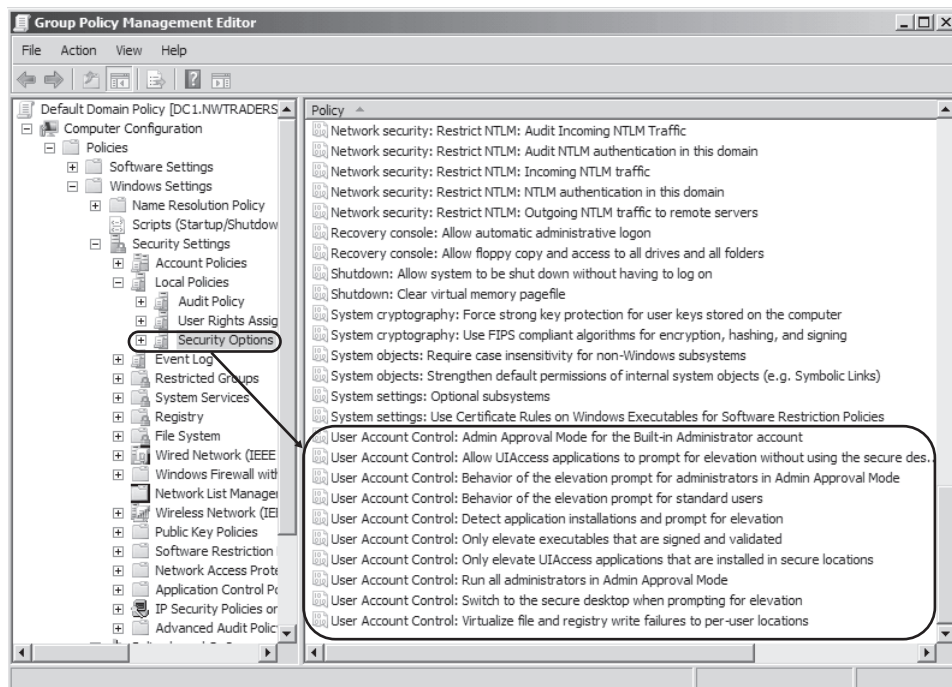 Group Policy Management Editor
File Action View Help
Default Domain Policy [DC1.NWTRADERS
Computer Configuration
Policies
Software Settings
Windows Settings
Name Resolution Policy
Scripts (Startup/Shutdow
Security Settings
Account Policies
Local Policies
Audit Policy
User Rights Assig
Security Options
Event Log
Restricted Groups
System Services
Registry
File System
Wired Network (IEEE
Windows Firewall with
Network List Manager
Wireless Network (IEI
Public Key Policies
Software Restriction
Network Access Prote
Application Control Po
IP Security Policies or
Advanced Audit Polic
Policy
Network security: Restrict NTLM: Audit Incoming NTLM Traffic
Network security: Restrict NTLM: Audit NTLM authentication in this domain
Network security: Restrict NTLM: Incoming NTLM traffic
Network security: Restrict NTLM: NTLM authentication in this domain
Network security: Restrict NTLM: Outgoing NTLM traffic to remote servers
Recovery console: Allow automatic administrative logon
Recovery console: Allow floppy copy and access to all drives and all folders
Shutdown: Allow system to be shut down without having to log on
Shutdown: Clear virtual memory pagefile
System cryptography: Force strong key protection for user keys stored on the computer
System cryptography: Use FIPS compliant algorithms for encryption, hashing, and signing
System objects: Require case insensitivity for non-Windows subsystems
System objects: Strengthen default permissions of internal system objects (e.g. Symbolic Links)
System settings: Optional subsystems
System settings: Use Certificate Rules on Windows Executables for Software Restriction Policies
User Account Control: Admin Approval Mode for the Built-in Administrator account
User Account Control: Allow UIAccess applications to prompt for elevation without using the secure des..
User Account Control: Behavior of the elevation prompt for administrators in Admin Approval Mode
User Account Control: Behavior of the elevation prompt for standard users
User Account Control: Detect application installations and prompt for elevation
User Account Control: Only elevate executables that are signed and validated
User Account Control: Only elevate UIAccess applications that are installed in secure locations
User Account Control: Run all administrators in Admin Approval Mode
User Account Control: Switch to the secure desktop when prompting for elevation
User Account Control: Virtualize file and registry write failures to per-user locations